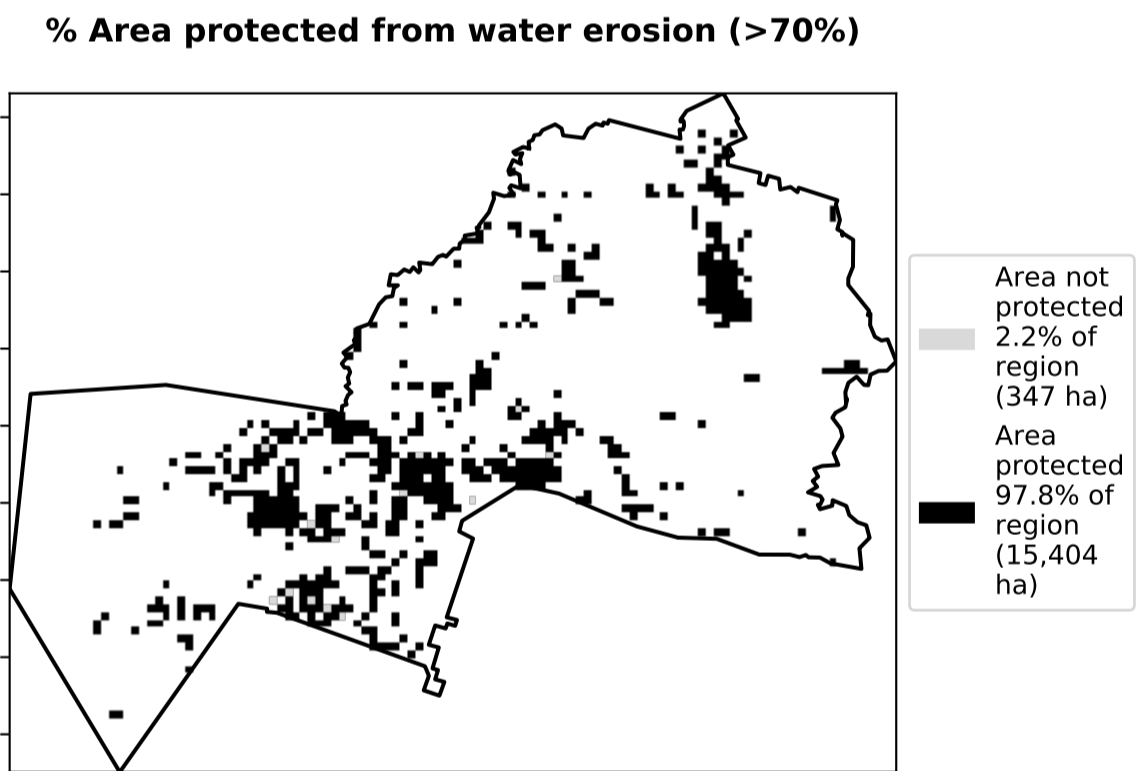 % Area protected from water erosion (>70%)
Area not
protected
2.2% of
region
(347 ha)
Area
protected
97.8% of
region
(15,404
ha)